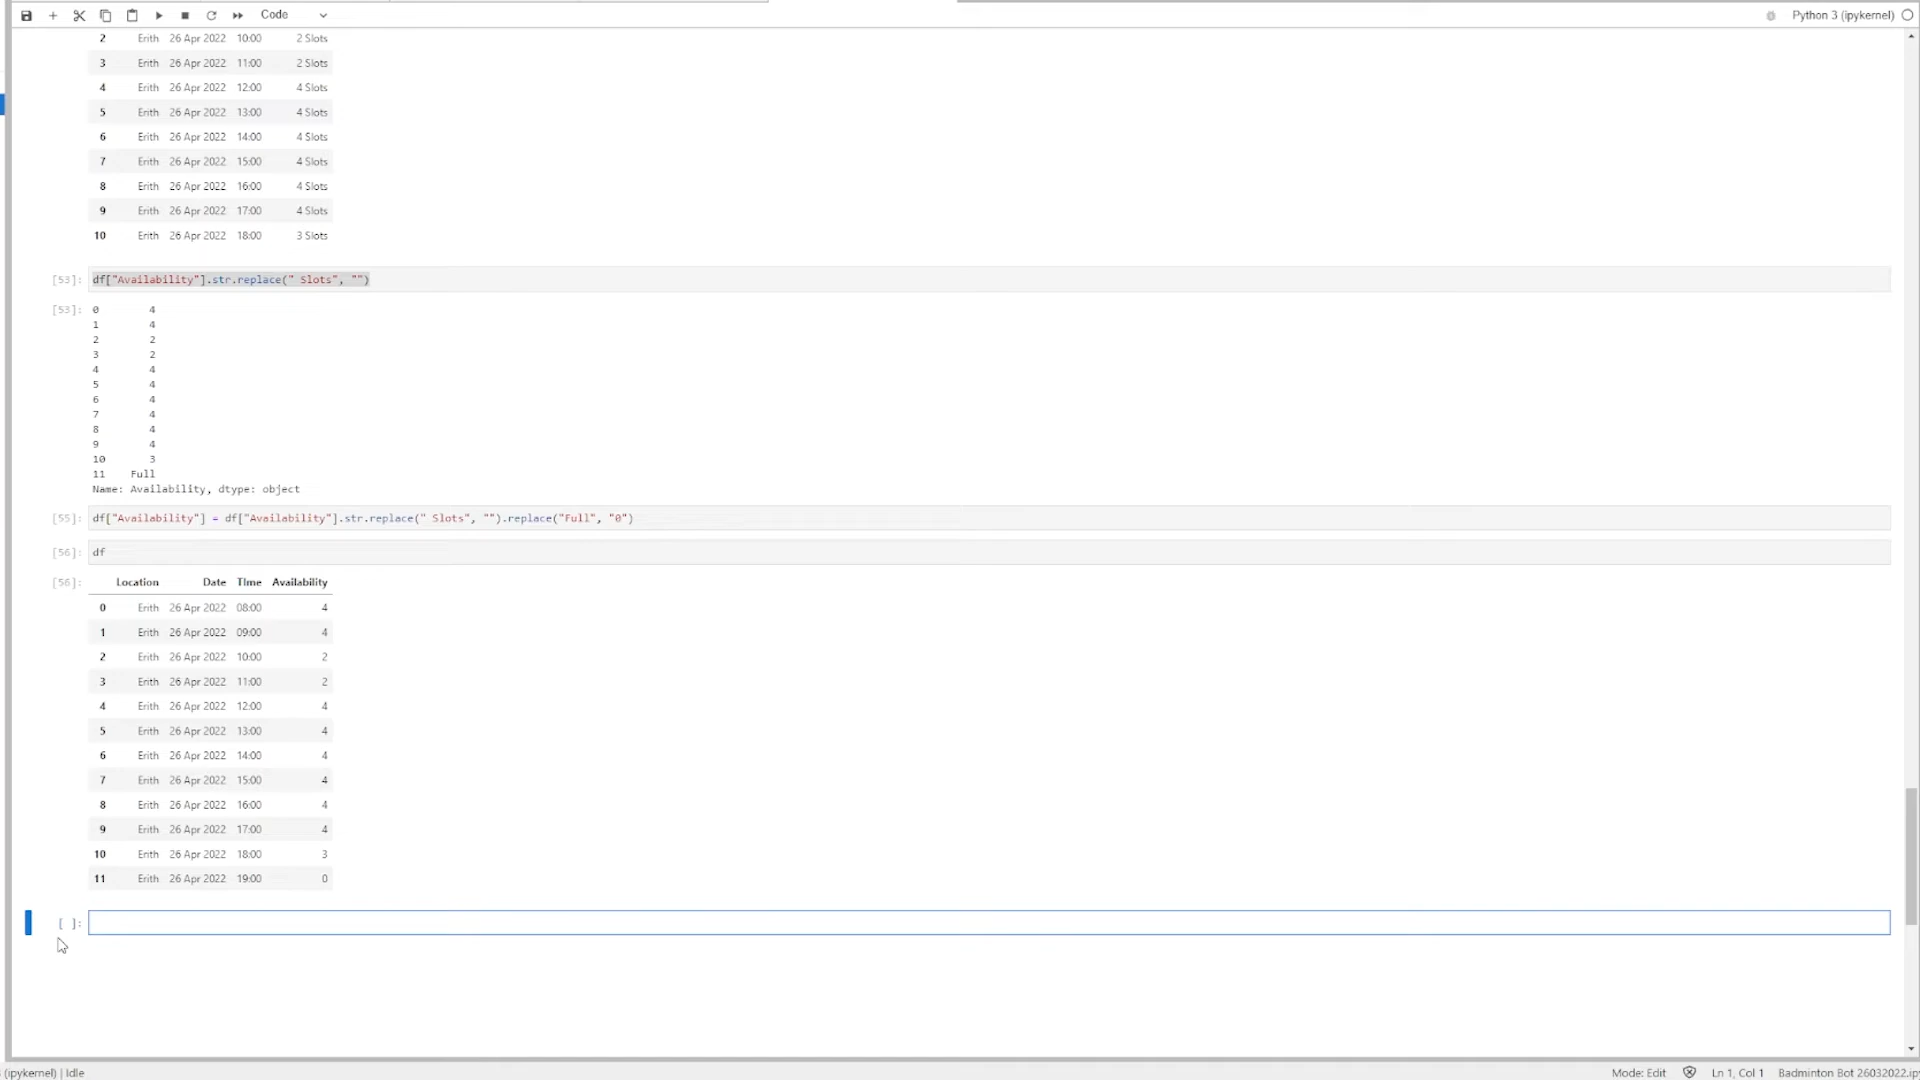 Code
Python 3 (ipykernel)
2 Erith 26 Apr 2022 10:00 2 Slots
3 Erith 26 Apr 2022 11:00 2 Slots
4 Erith 26 Apr 2022 12:00 4 Slots
5 Erith 26 Apr 2022 13:00 4 Slots
6 Erith 26 Apr 2022 14:00 4 Slots
7 Erith 26 Apr 2022 15:00 4 Slots
8 Erith 26 Apr 2022 16:00 4 Slots
9 Erith 26 Apr 2022 17:00 4 Slots
10 Erith 26 Apr 2022 18:00 3 Slots
[53]: df["Availability"].str.replace(" Slots", "")
[53]: 0 4
1 4
2 2
3 2
4 4
5 4
6 4
7 4
8 4
9 4
10 3
11 Full
Name: Availability, dtype: object
[55]: df["Availability"] = df["Availability"].str.replace(" Slots", "").replace("Full", "0")
[56]: df
[56]: Location Date TIme Availability
0 Erith 26 Apr 2022 08:00 4
1 Erith 26 Apr 2022 09:00 4
2 Erith 26 Apr 2022 10:00 2
3 Erith 26 Apr 2022 11:00 2
4 Erith 26 Apr 2022 12:00 4
5 Erith 26 Apr 2022 13:00 4
6 Erith 26 Apr 2022 14:00 4
7 Erith 26 Apr 2022 15:00 4
8 Erith 26 Apr 2022 16:00 4
9 Erith 26 Apr 2022 17:00 4
10 Erith 26 Apr 2022 18:00 3
11 Erith 26 Apr 2022 19:00 0
[ ]:
(ipykernel) | Idle
Mode: Edit Ln 1, Col 1 Badminton Bot 26032022.ip